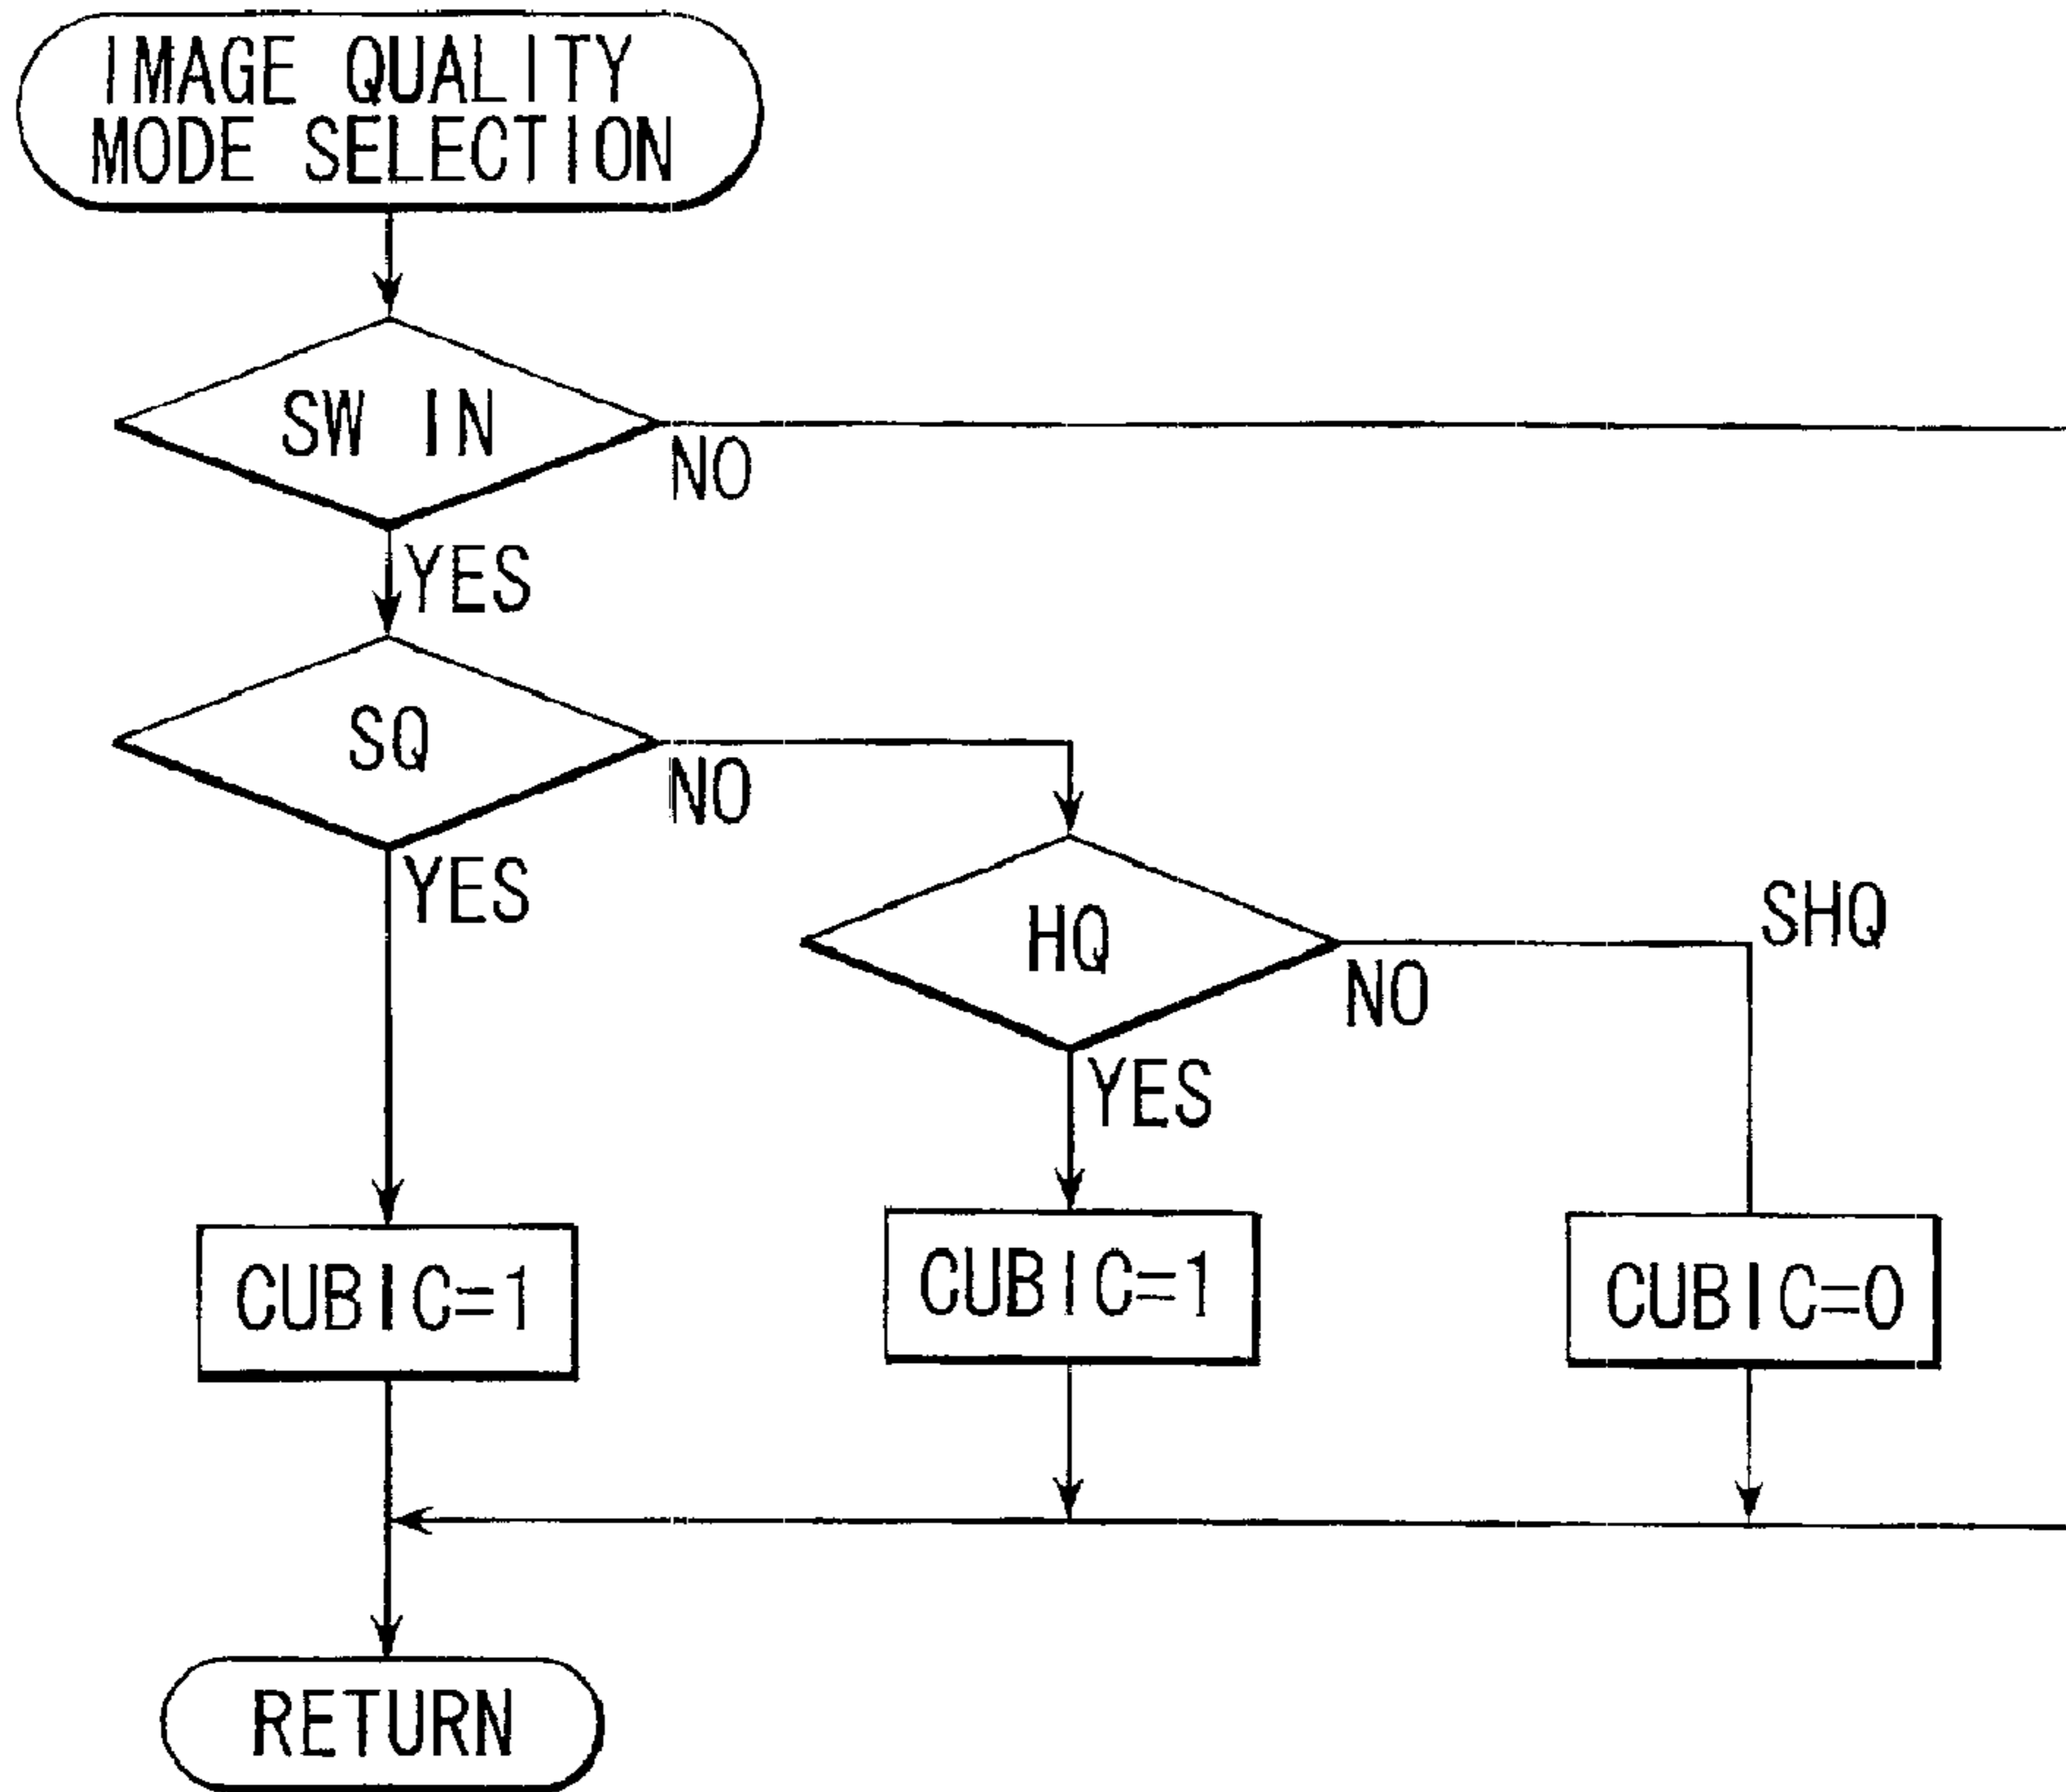 IMAGE QUALITY
MODE SELECTION
SW IN
NO
YES
SQ
NO
YES
HQ
SHQ
NO
YES
CUBIC=1
CUBIC=1
CUBIC=0
RETURN